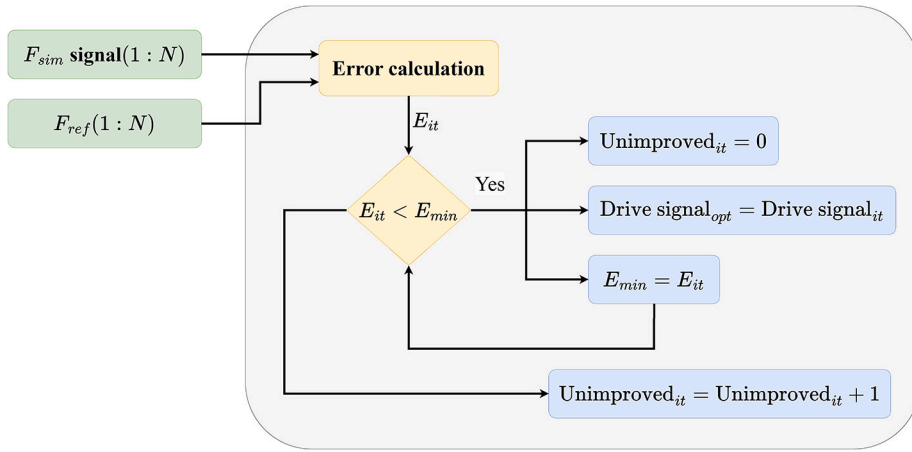 F_sim signal(1 : N)
F_ref(1 : N)
Error calculation
E_it
E_it < E_min
Yes
Unimproved_it = 0
Drive signal_opt = Drive signal_it
E_min = E_it
Unimproved_it = Unimproved_it + 1